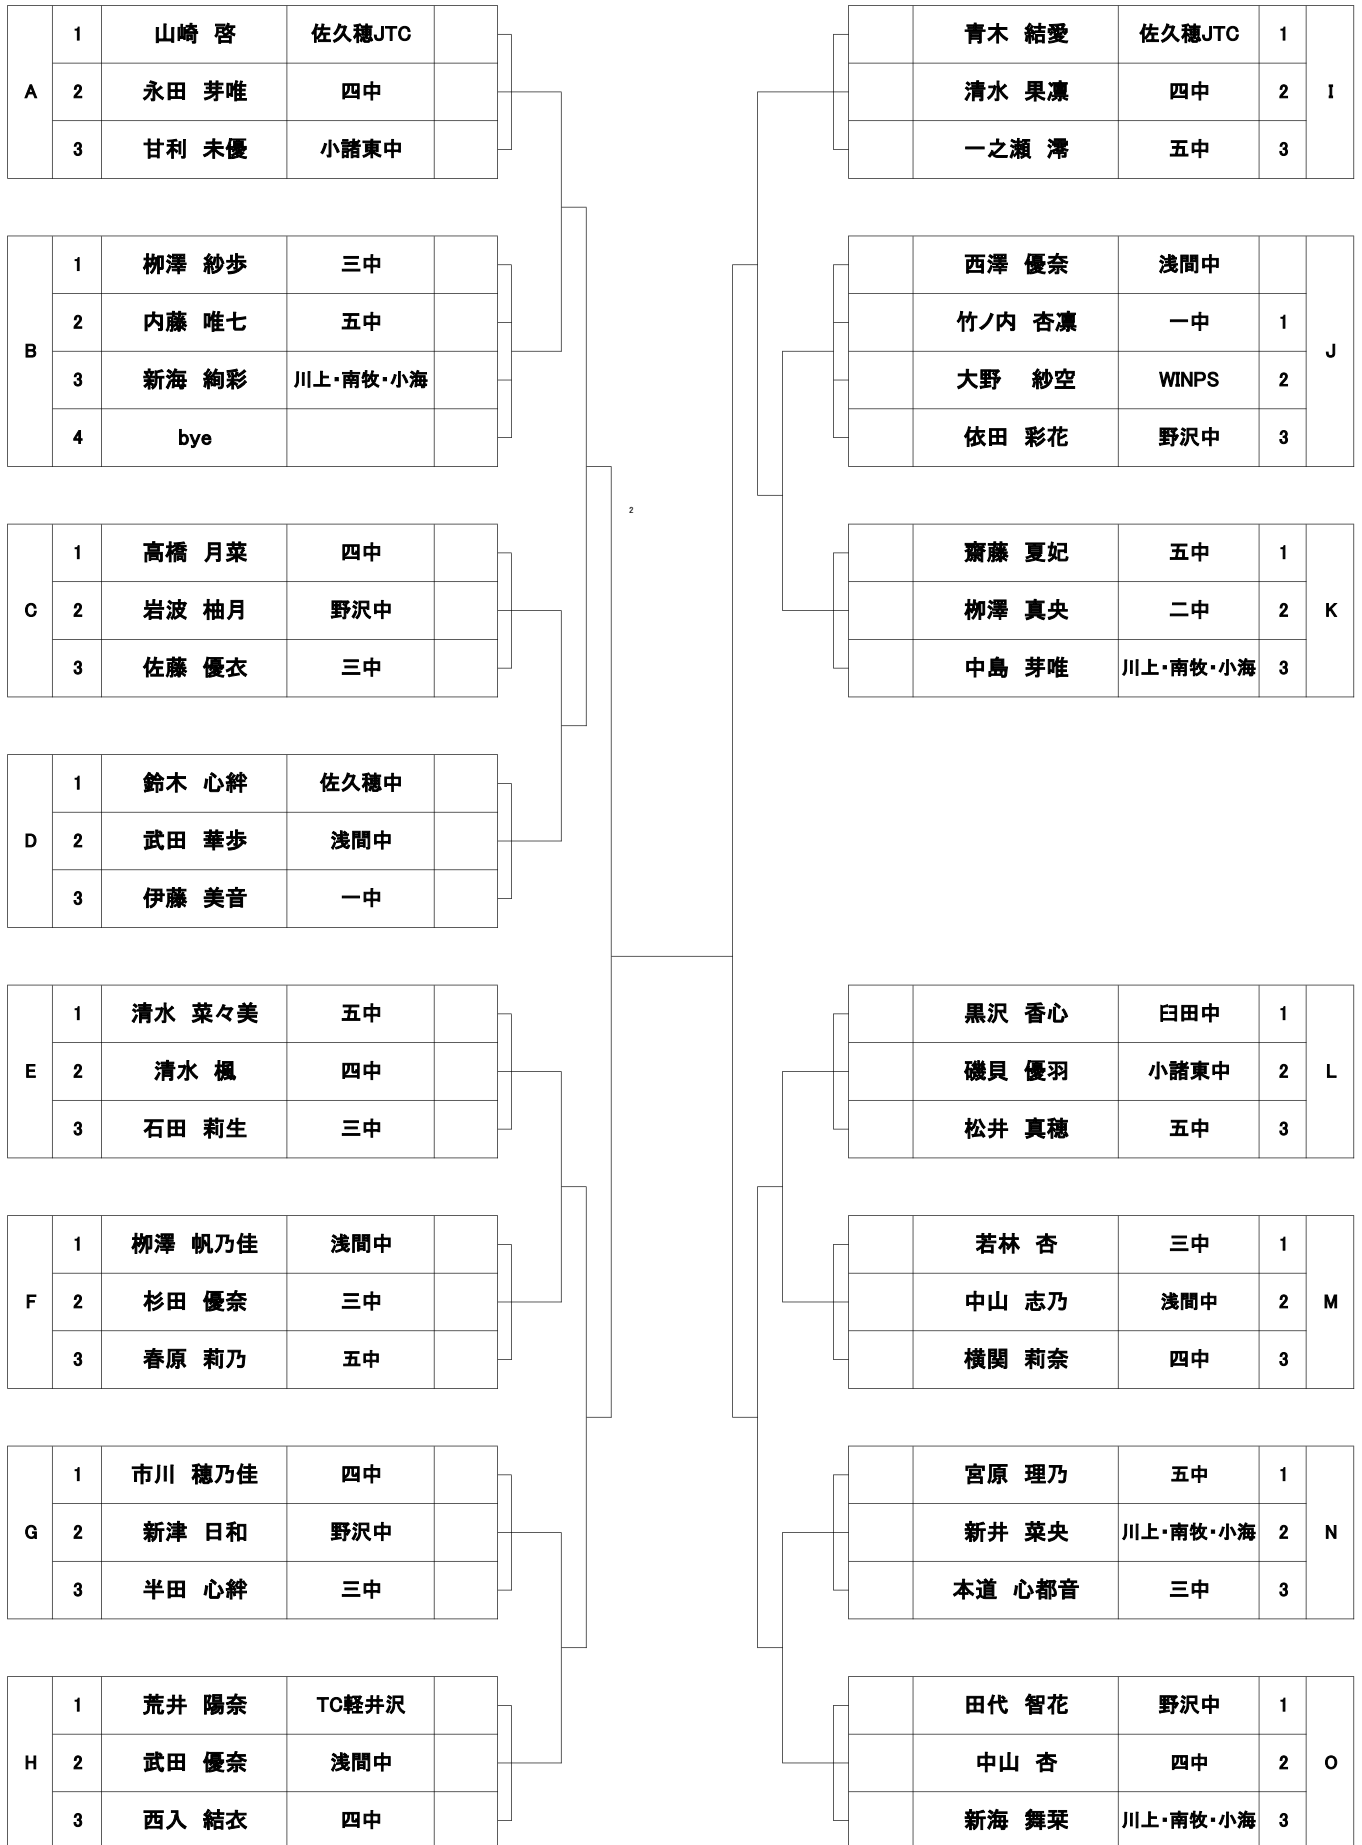 A
1 山崎 啓 佐久穂JTC
2 永田 芽唯 四中
3 甘利 未優 小諸東中
B
1 栁澤 紗歩 三中
2 内藤 唯七 五中
3 新海 絢彩 川上・南牧・小海
4 bye
C
1 高橋 月菜 四中
2 岩波 柚月 野沢中
3 佐藤 優衣 三中
D
1 鈴木 心絆 佐久穂中
2 武田 華歩 浅間中
3 伊藤 美音 一中
E
1 清水 菜々美 五中
2 清水 楓 四中
3 石田 莉生 三中
F
1 栁澤 帆乃佳 浅間中
2 杉田 優奈 三中
3 春原 莉乃 五中
G
1 市川 穂乃佳 四中
2 新津 日和 野沢中
3 半田 心絆 三中
H
1 荒井 陽奈 TC軽井沢
2 武田 優奈 浅間中
3 西入 結衣 四中
2
青木 結愛 佐久穂JTC 1
清水 果凛 四中 2
一之瀬 澪 五中 3
I
西澤 優奈 浅間中
竹ノ内 杏凛 一中 1
大野 紗空 WINPS 2
依田 彩花 野沢中 3
J
齋藤 夏妃 五中 1
栁澤 真央 二中 2
中島 芽唯 川上・南牧・小海 3
K
黒沢 香心 臼田中 1
磯貝 優羽 小諸東中 2
松井 真穂 五中 3
L
若林 杏 三中 1
中山 志乃 浅間中 2
横関 莉奈 四中 3
M
宮原 理乃 五中 1
新井 菜央 川上・南牧・小海 2
本道 心都音 三中 3
N
田代 智花 野沢中 1
中山 杏 四中 2
新海 舞栞 川上・南牧・小海 3
O